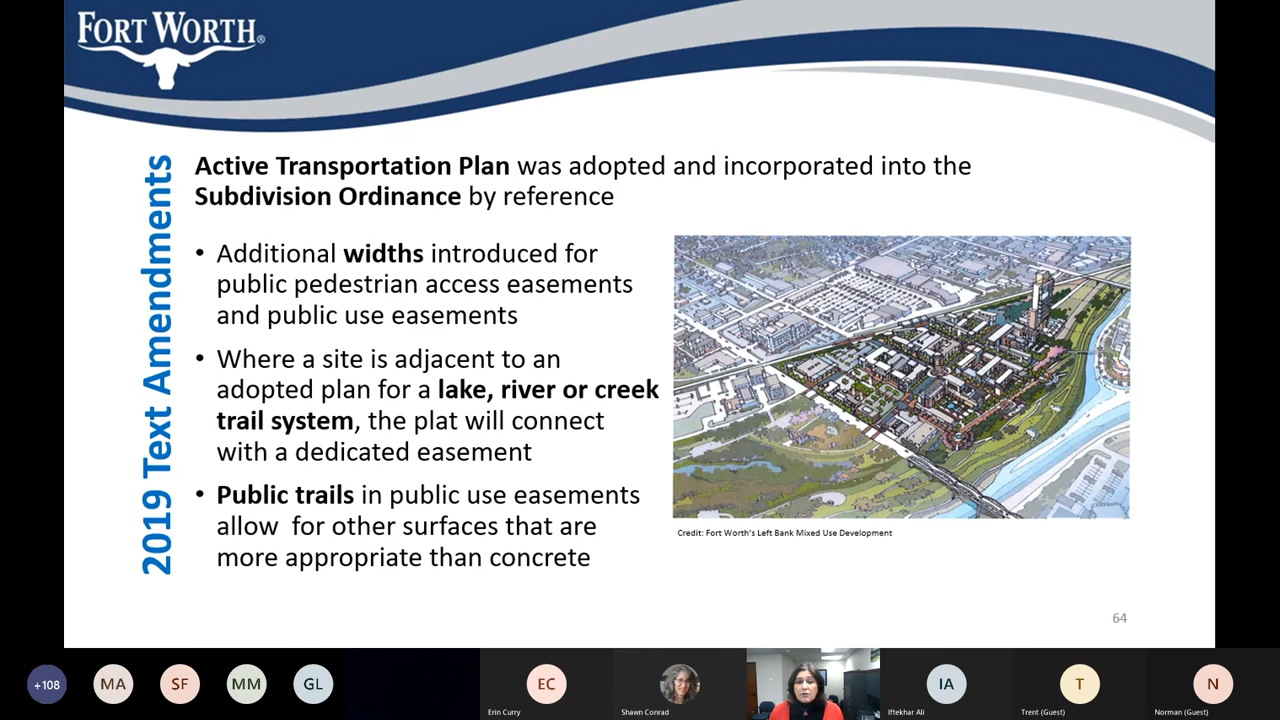 FORT WORTH®
2019 Text Amendments
Active Transportation Plan was adopted and incorporated into the
Subdivision Ordinance by reference
• Additional widths introduced for
public pedestrian access easements
and public use easements
• Where a site is adjacent to an
adopted plan for a lake, river or creek
trail system, the plat will connect
with a dedicated easement
• Public trails in public use easements
allow for other surfaces that are
more appropriate than concrete
Credit: Fort Worth's Left Bank Mixed Use Development
64
+108
MA
SF
MM
GL
EC
Erin Curry
Shawn Conrad
IA
Iftekhar Ali
T
Trent (Guest)
N
Norman (Guest)